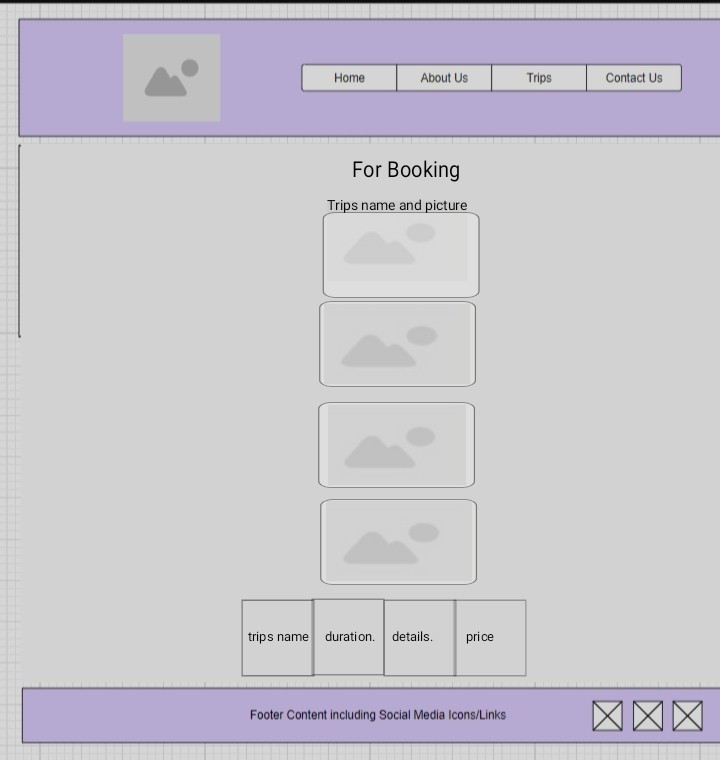 Home About Us Trips Contact Us
For Booking
Trips name and picture
trips name duration. details. price
Footer Content including Social Media Icons/Links